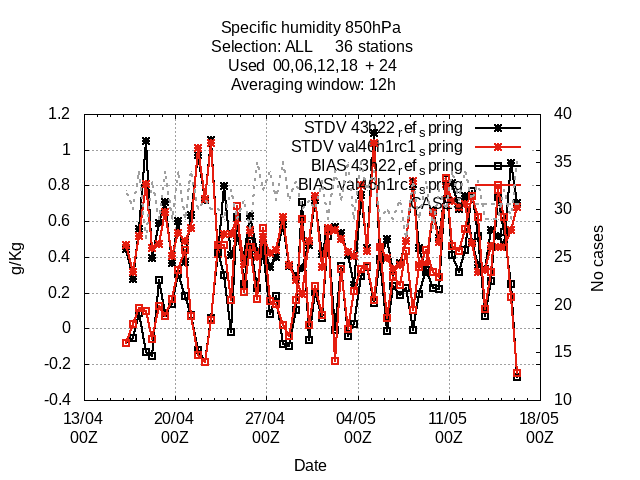 Specific humidity 850hPa
Selection: ALL     36 stations
Used  00,06,12,18  + 24
Averaging window: 12h
STDV 43h22_ref_spring
STDV val46h1rc1_spring
BIAS 43h22_ref_spring
BIAS val46h1rc1_spring
CASES
1.2
1
0.8
0.6
0.4
0.2
0
-0.2
-0.4
g/Kg
40
35
30
25
20
15
10
No cases
13/04 20/04 27/04 04/05 11/05 18/05
00Z 00Z 00Z 00Z 00Z 00Z
Date